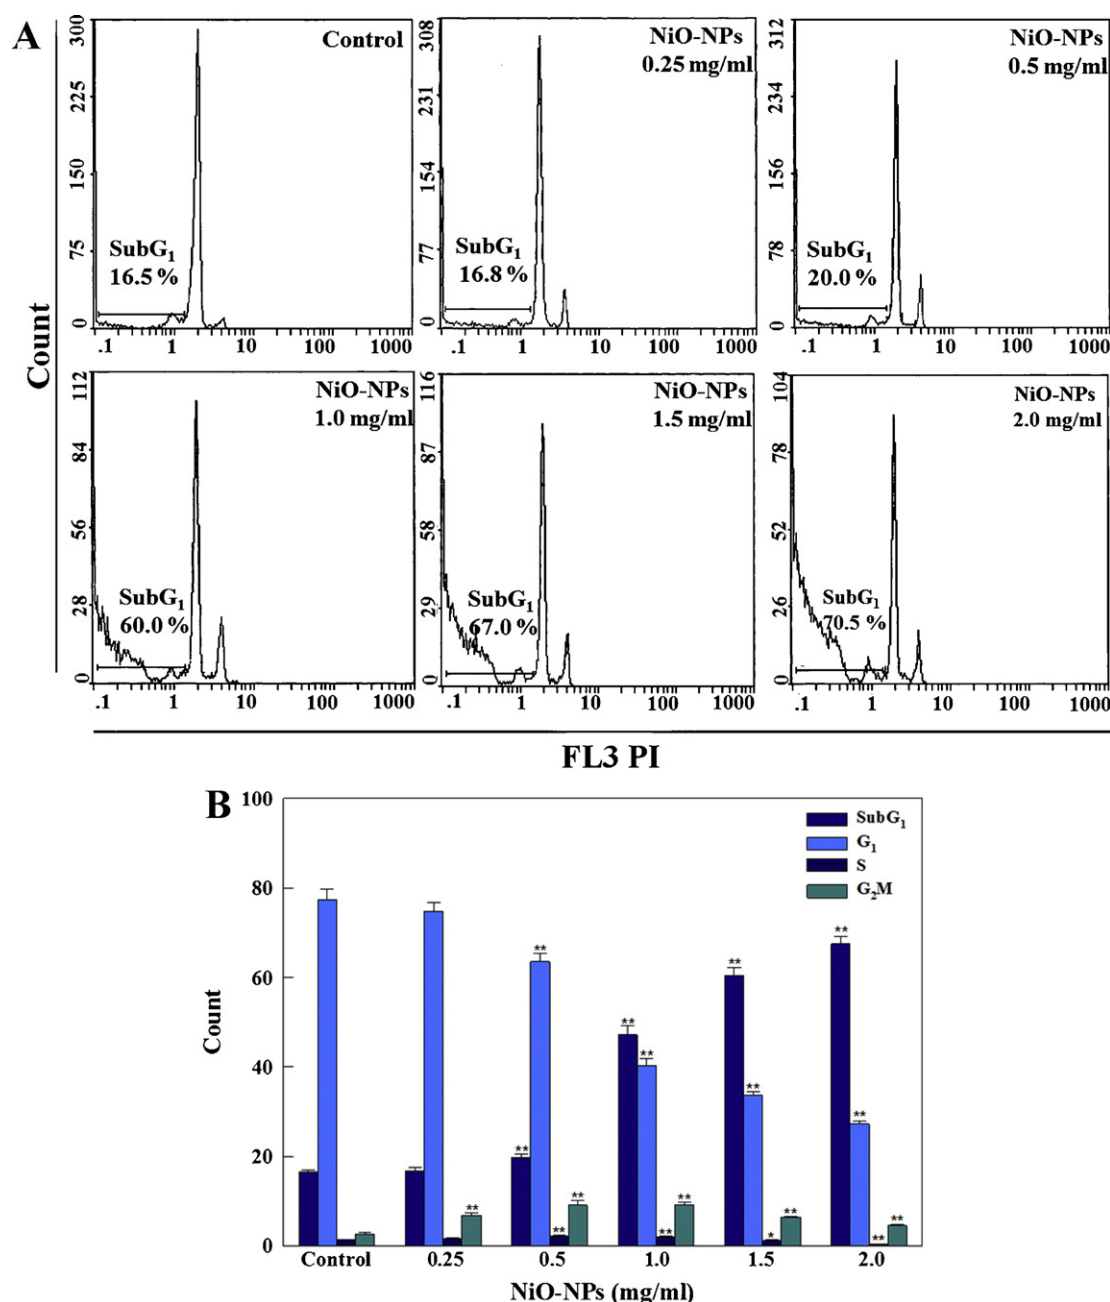 A
Count
300
225
150
75
0
Control
SubG1
16.5 %
.1 1 10 100 1000
308
231
154
77
0
NiO-NPs
0.25 mg/ml
SubG1
16.8 %
.1 1 10 100 1000
312
234
156
78
0
NiO-NPs
0.5 mg/ml
SubG1
20.0 %
.1 1 10 100 1000
112
84
56
28
0
NiO-NPs
1.0 mg/ml
SubG1
60.0 %
.1 1 10 100 1000
116
87
58
29
0
NiO-NPs
1.5 mg/ml
SubG1
67.0 %
.1 1 10 100 1000
104
78
52
26
0
NiO-NPs
2.0 mg/ml
SubG1
70.5 %
.1 1 10 100 1000
FL3 PI
B
Count
100
80
60
40
20
0
SubG1
G1
S
G2M
** ** ** ** ** ** ** ** ** ** ** ** ** * ** ** ** **
Control 0.25 0.5 1.0 1.5 2.0
NiO-NPs (mg/ml)